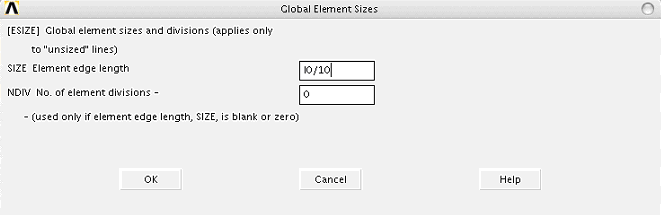 Global Element Sizes
[ESIZE] Global element sizes and divisions (applies only
to "unsized" lines)
SIZE Element edge length
l0/10
NDIV No. of element divisions -
0
- (used only if element edge length, SIZE, is blank or zero)
OK Cancel Help